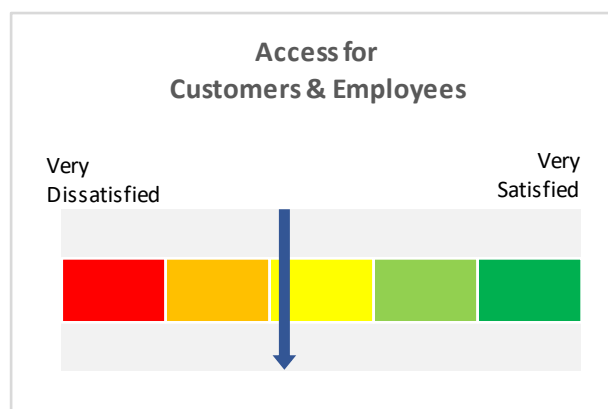 Access for
Customers & Employees
Very
Dissatisfied
Very
Satisfied